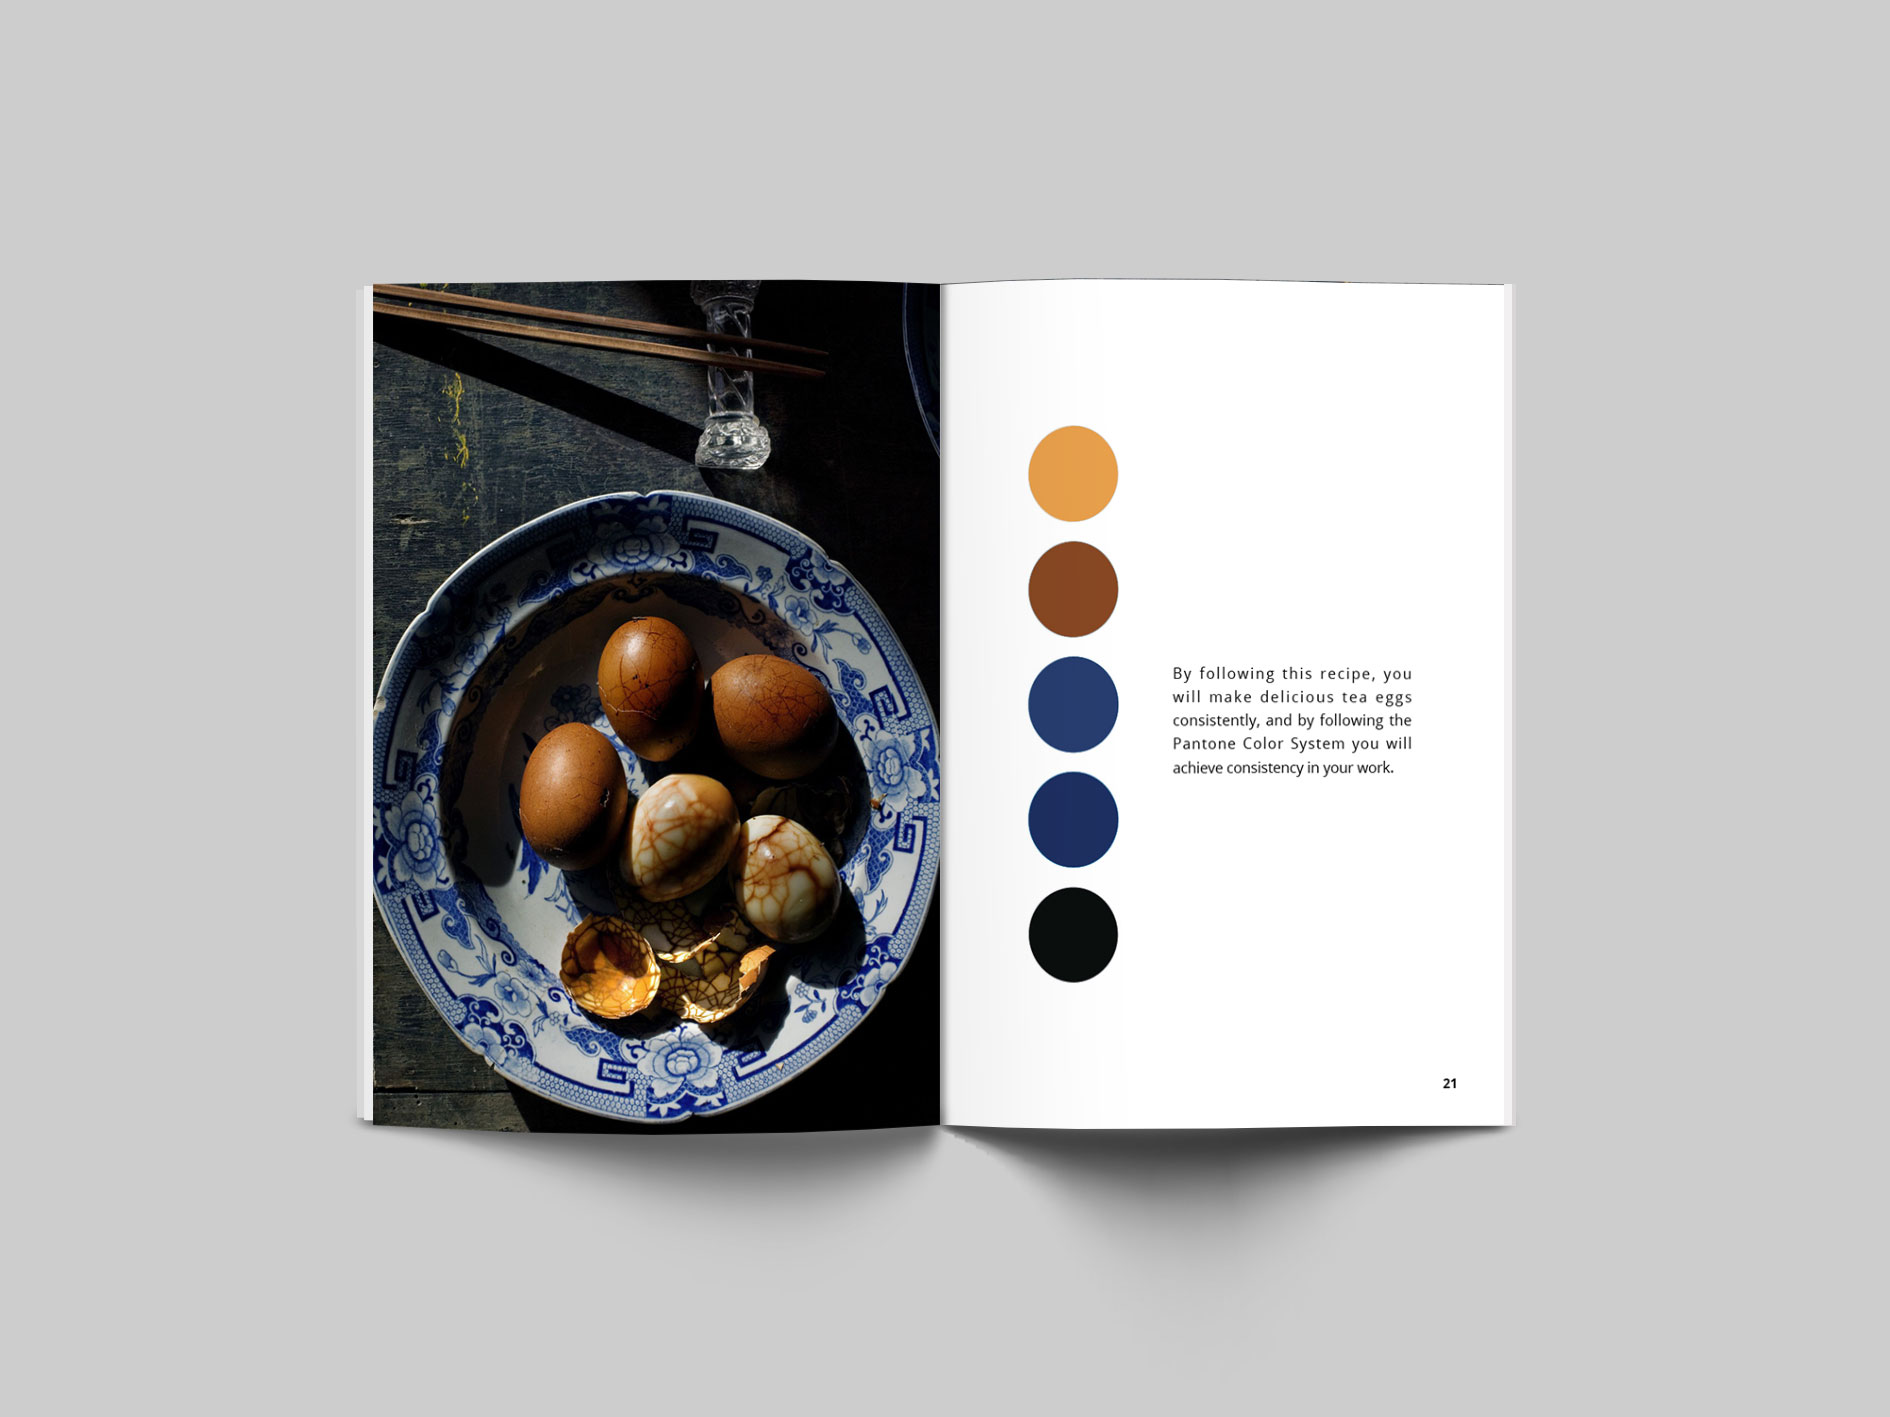 By following this recipe, you
will make delicious tea eggs
consistently, and by following the
Pantone Color System you will
achieve consistency in your work.
21